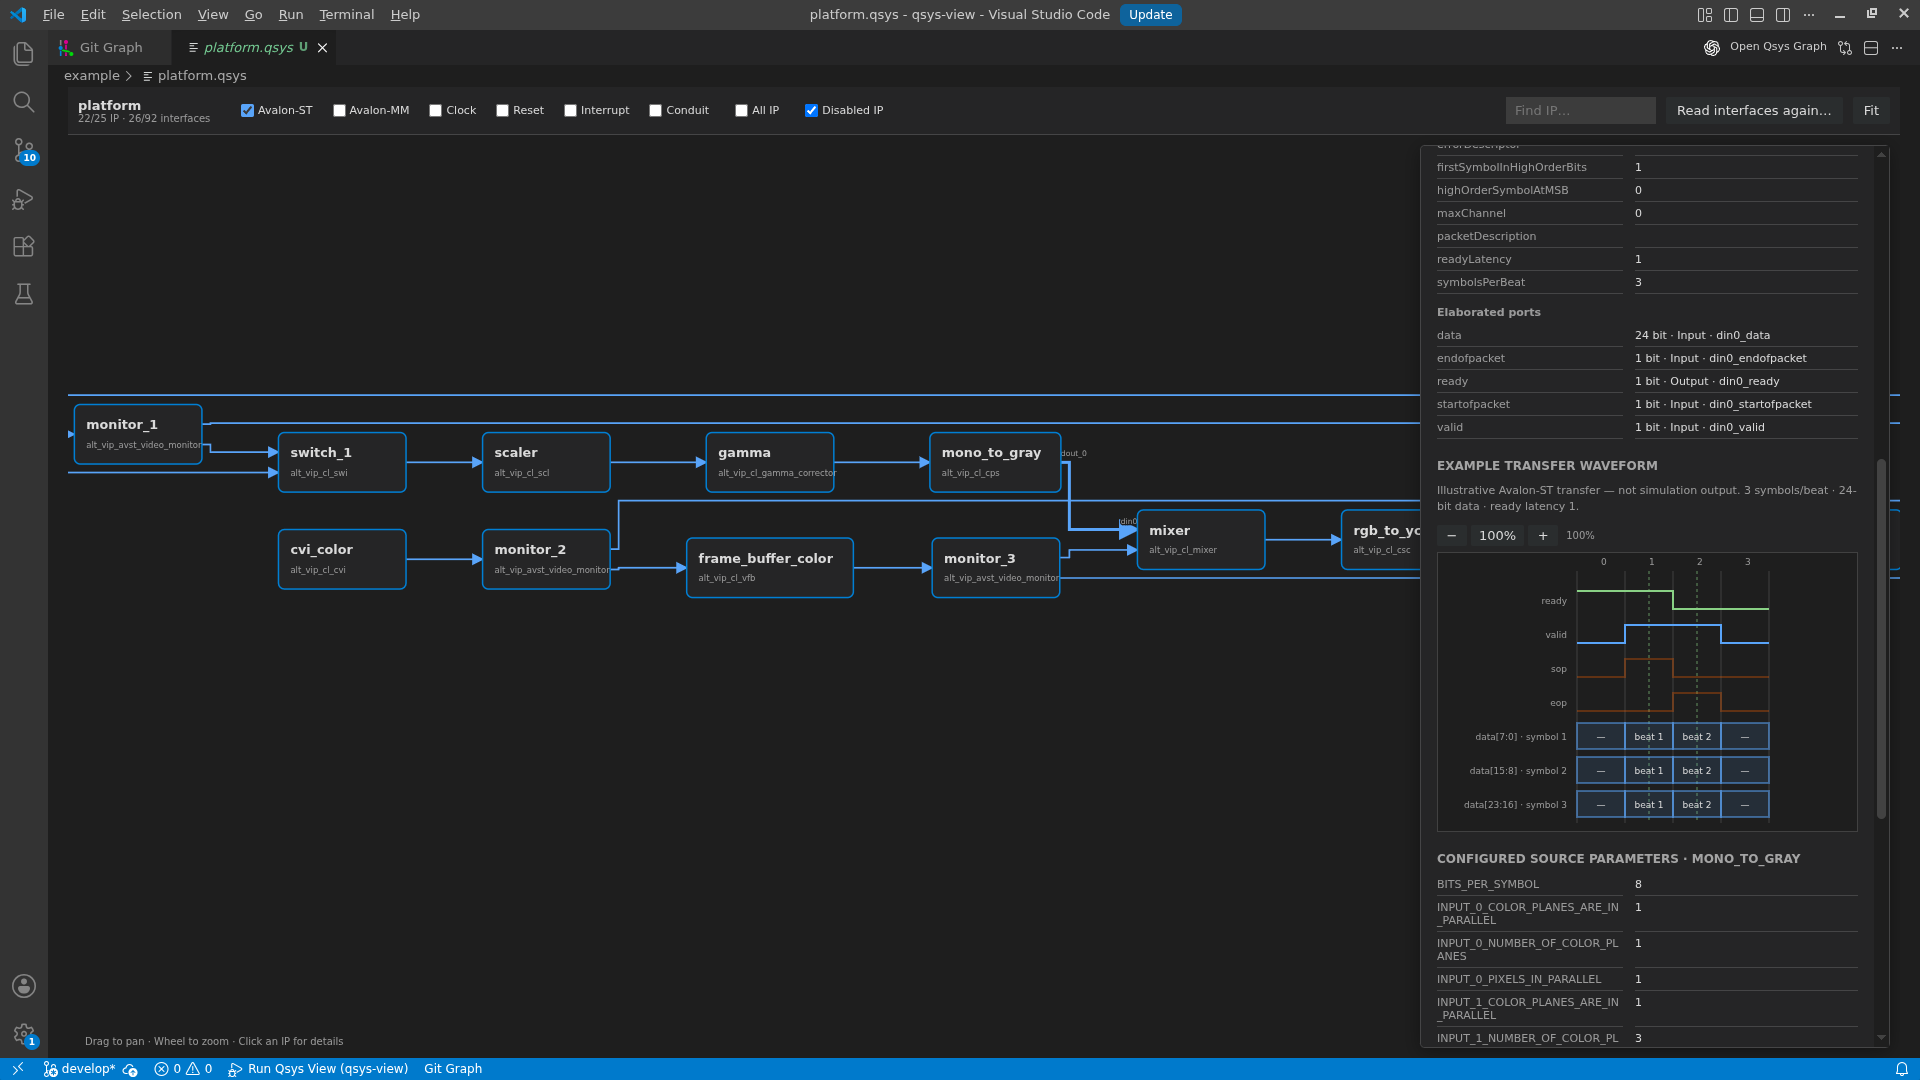 File Edit Selection View Go Run Terminal Help
platform.qsys - qsys-view - Visual Studio Code Update
Git Graph
platform.qsys U
Open Qsys Graph
example > platform.qsys
platform
22/25 IP · 26/92 interfaces
Avalon-ST Avalon-MM Clock Reset Interrupt Conduit All IP Disabled IP
Find IP...
Read interfaces again...
Fit
10
monitor_1
alt_vip_avst_video_monitor
switch_1
alt_vip_cl_swi
scaler
alt_vip_cl_scl
gamma
alt_vip_cl_gamma_corrector
mono_to_gray
alt_vip_cl_cps
dout_0
din0
mixer
alt_vip_cl_mixer
rgb_to_yc
alt_vip_cl_csc
cvi_color
alt_vip_cl_cvi
monitor_2
alt_vip_avst_video_monitor
frame_buffer_color
alt_vip_cl_vfb
monitor_3
alt_vip_avst_video_monitor
errorDescriptor
firstSymbolInHighOrderBits 1
highOrderSymbolAtMSB 0
maxChannel 0
packetDescription
readyLatency 1
symbolsPerBeat 3
Elaborated ports
data 24 bit · Input · din0_data
endofpacket 1 bit · Input · din0_endofpacket
ready 1 bit · Output · din0_ready
startofpacket 1 bit · Input · din0_startofpacket
valid 1 bit · Input · din0_valid
EXAMPLE TRANSFER WAVEFORM
Illustrative Avalon-ST transfer — not simulation output. 3 symbols/beat · 24-
bit data · ready latency 1.
− 100% + 100%
0 1 2 3
ready
valid
sop
eop
data[7:0] · symbol 1 — beat 1 beat 2 —
data[15:8] · symbol 2 — beat 1 beat 2 —
data[23:16] · symbol 3 — beat 1 beat 2 —
CONFIGURED SOURCE PARAMETERS · MONO_TO_GRAY
BITS_PER_SYMBOL 8
INPUT_0_COLOR_PLANES_ARE_IN 1
_PARALLEL
INPUT_0_NUMBER_OF_COLOR_PL 1
ANES
INPUT_0_PIXELS_IN_PARALLEL 1
INPUT_1_COLOR_PLANES_ARE_IN 1
_PARALLEL
INPUT_1_NUMBER_OF_COLOR_PL 3
Drag to pan · Wheel to zoom · Click an IP for details
1
develop* 0 0 Run Qsys View (qsys-view) Git Graph